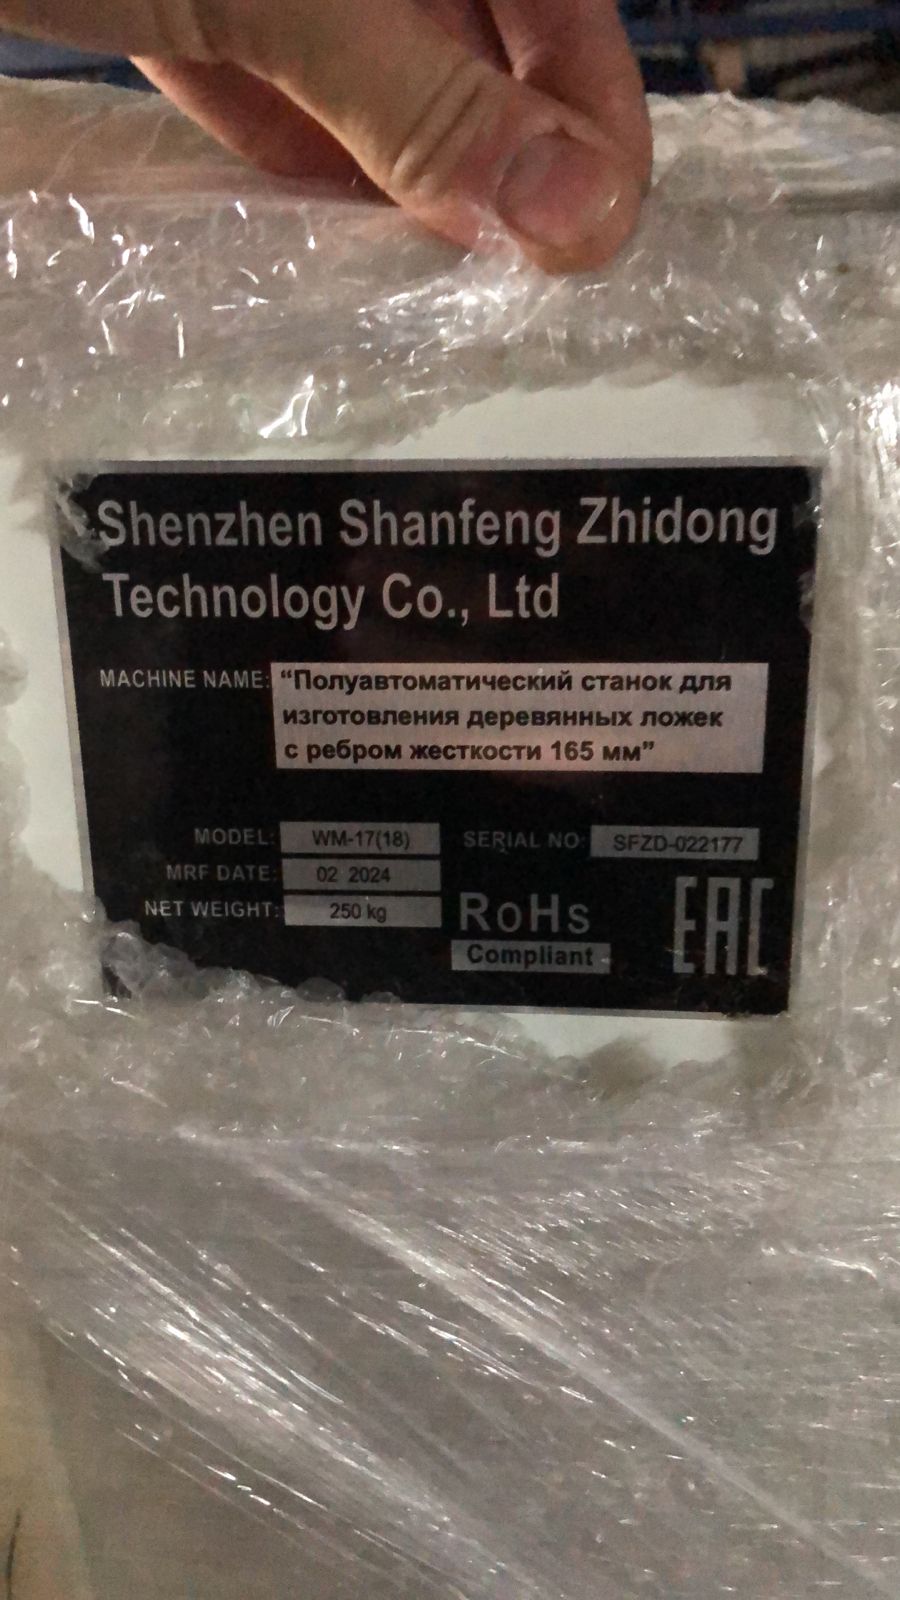 Shenzhen Shanfeng Zhidong
Technology Co., Ltd
MACHINE NAME: “Полуавтоматический станок для
изготовления деревянных ложек
с ребром жесткости 165 мм”
MODEL: WM-17(18) SERIAL NO: SFZD-022177
MRF DATE: 02 2024
NET WEIGHT: 250 kg
RoHs
Compliant
EAC